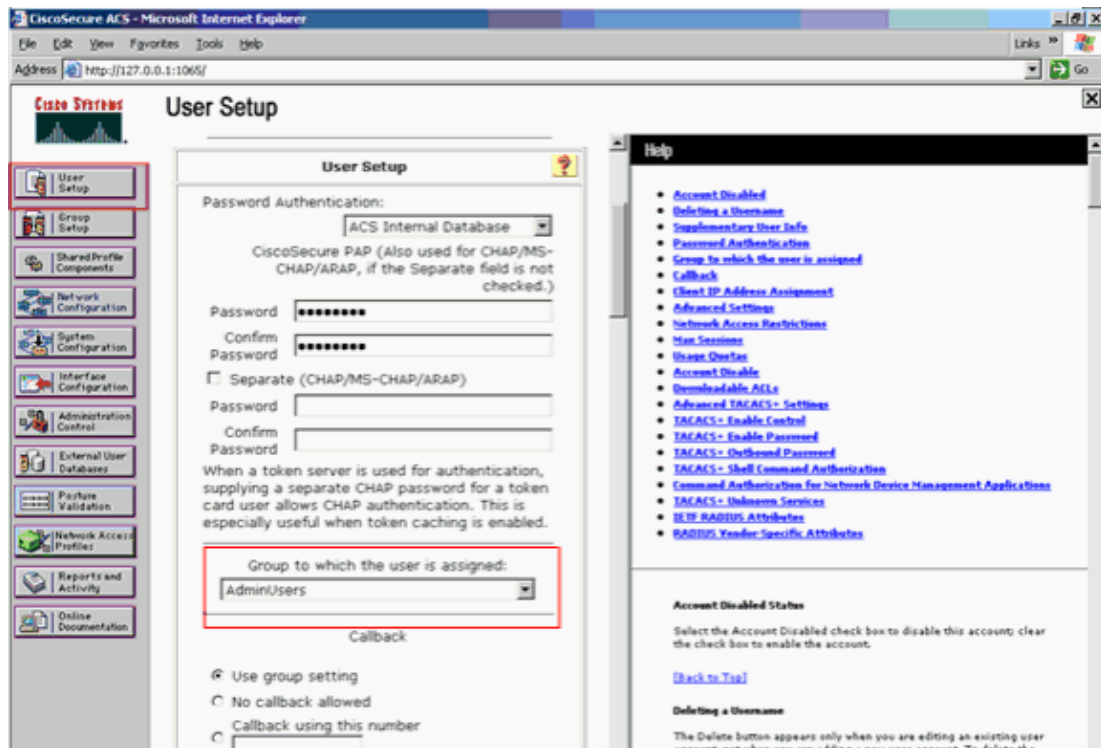 CiscoSecure ACS - Microsoft Internet Explorer
File Edit View Favorites Tools Help
Links »
Address http://127.0.0.1:1065/
Go
CISCO SYSTEMS
User Setup
User Setup
Group Setup
Shared Profile Components
Network Configuration
System Configuration
Interface Configuration
Administration Control
External User Databases
Posture Validation
Network Access Profiles
Reports and Activity
Online Documentation
User Setup
?
Password Authentication:
ACS Internal Database
CiscoSecure PAP (Also used for CHAP/MS-
CHAP/ARAP, if the Separate field is not
checked.)
Password
Confirm
Password
Separate (CHAP/MS-CHAP/ARAP)
Password
Confirm
Password
When a token server is used for authentication,
supplying a separate CHAP password for a token
card user allows CHAP authentication. This is
especially useful when token caching is enabled.
Group to which the user is assigned:
AdminUsers
Callback
Use group setting
No callback allowed
Callback using this number
Help
Account Disabled
Deleting a Username
Supplementary User Info
Password Authentication
Group to which the user is assigned
Callback
Client IP Address Assignment
Advanced Settings
Network Access Restrictions
Max Sessions
Usage Quotas
Account Disable
Downloadable ACLs
Advanced TACACS+ Settings
TACACS+ Enable Control
TACACS+ Enable Password
TACACS+ Outbound Password
TACACS+ Shell Command Authorization
Command Authorization for Network Device Management Applications
TACACS+ Unknown Services
IETF RADIUS Attributes
RADIUS Vendor-Specific Attributes
Account Disabled Status
Select the Account Disabled check box to disable this account; clear
the check box to enable the account.
[Back to Top]
Deleting a Username
The Delete button appears only when you are editing an existing user